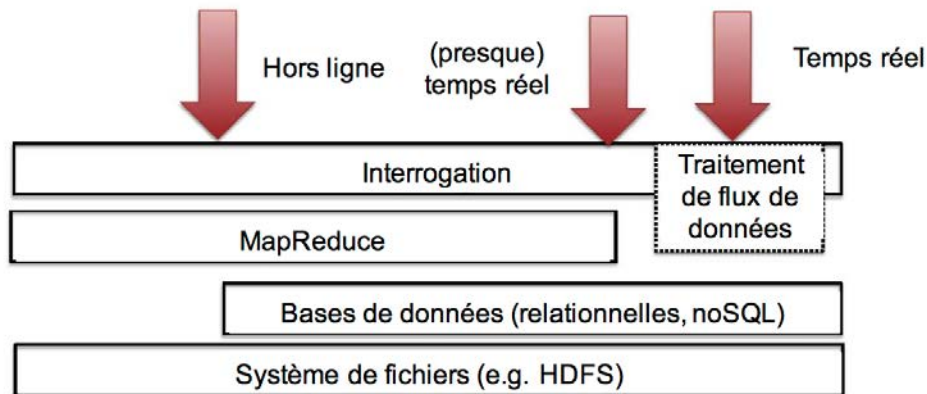 Hors ligne
(presque)
temps réel
Temps réel
Interrogation
Traitement
de flux de
données
MapReduce
Bases de données (relationnelles, noSQL)
Système de fichiers (e.g. HDFS)